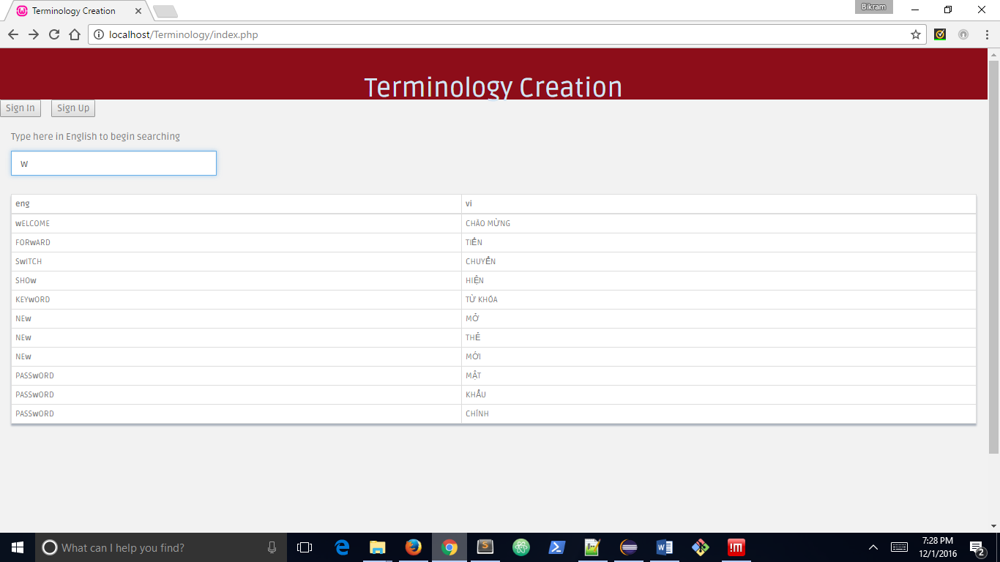 Terminology Creation
Bikram
localhost/Terminology/index.php
Terminology Creation
Sign In Sign Up
Type here in English to begin searching
w
eng vi
wELCOME CHÀO MỪNG
FORwARD TIẾN
SwITCH CHUYỂN
SHOw HIỆN
KEYwORD TỪ KHÓA
NEw MỞ
NEw THẺ
NEw MỚI
PASSwORD MẬT
PASSwORD KHẨU
PASSwORD CHÍNH
What can I help you find?
7:28 PM
12/1/2016
2